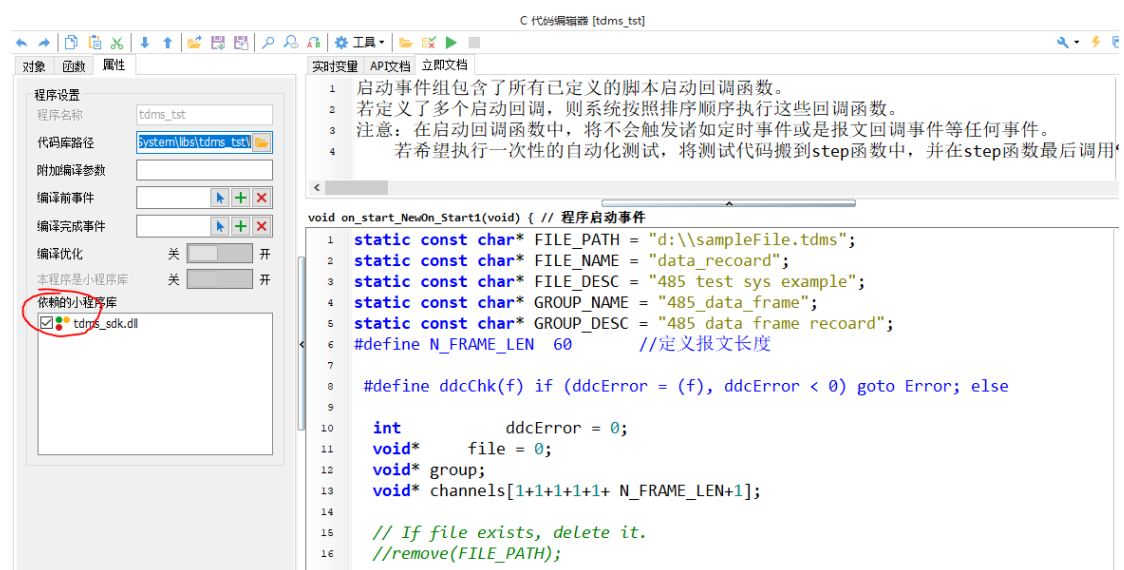 C 代码编辑器 [tdms_tst]
工具
对象 函数 属性
程序设置
程序名称 tdms_tst
代码库路径 System\libs\tdms_tst\
附加编译参数
编译前事件
编译完成事件
编译优化 关 开
本程序是小程序库 关 开
依赖的小程序库
tdms_sdk.dll
实时变量 API文档 立即文档
1 启动事件组包含了所有已定义的脚本启动回调函数。
2 若定义了多个启动回调，则系统按照排序顺序执行这些回调函数。
3 注意：在启动回调函数中，将不会触发诸如定时事件或是报文回调事件等任何事件。
4 若希望执行一次性的自动化测试，将测试代码搬到step函数中，并在step函数最后调用“
void on_start_NewOn_Start1(void) { // 程序启动事件
1 static const char* FILE_PATH = "d:\\sampleFile.tdms";
2 static const char* FILE_NAME = "data_recoard";
3 static const char* FILE_DESC = "485 test sys example";
4 static const char* GROUP_NAME = "485_data_frame";
5 static const char* GROUP_DESC = "485 data frame recoard";
6 #define N_FRAME_LEN 60 //定义报文长度
7
8 #define ddcChk(f) if (ddcError = (f), ddcError < 0) goto Error; else
9
10 int ddcError = 0;
11 void* file = 0;
12 void* group;
13 void* channels[1+1+1+1+1+ N_FRAME_LEN+1];
14
15 // If file exists, delete it.
16 //remove(FILE_PATH);